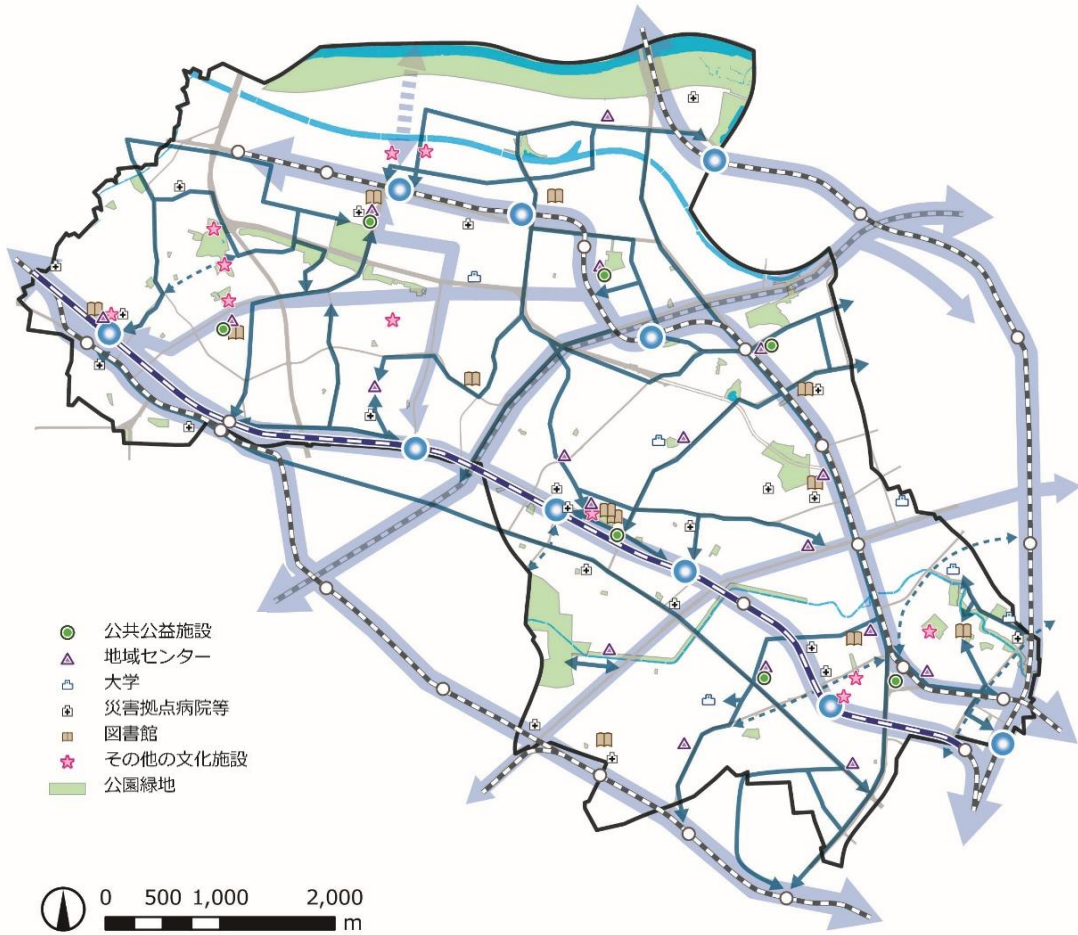 公共公益施設
地域センター
大学
災害拠点病院等
図書館
その他の文化施設
公園緑地
0 500 1,000 2,000
m